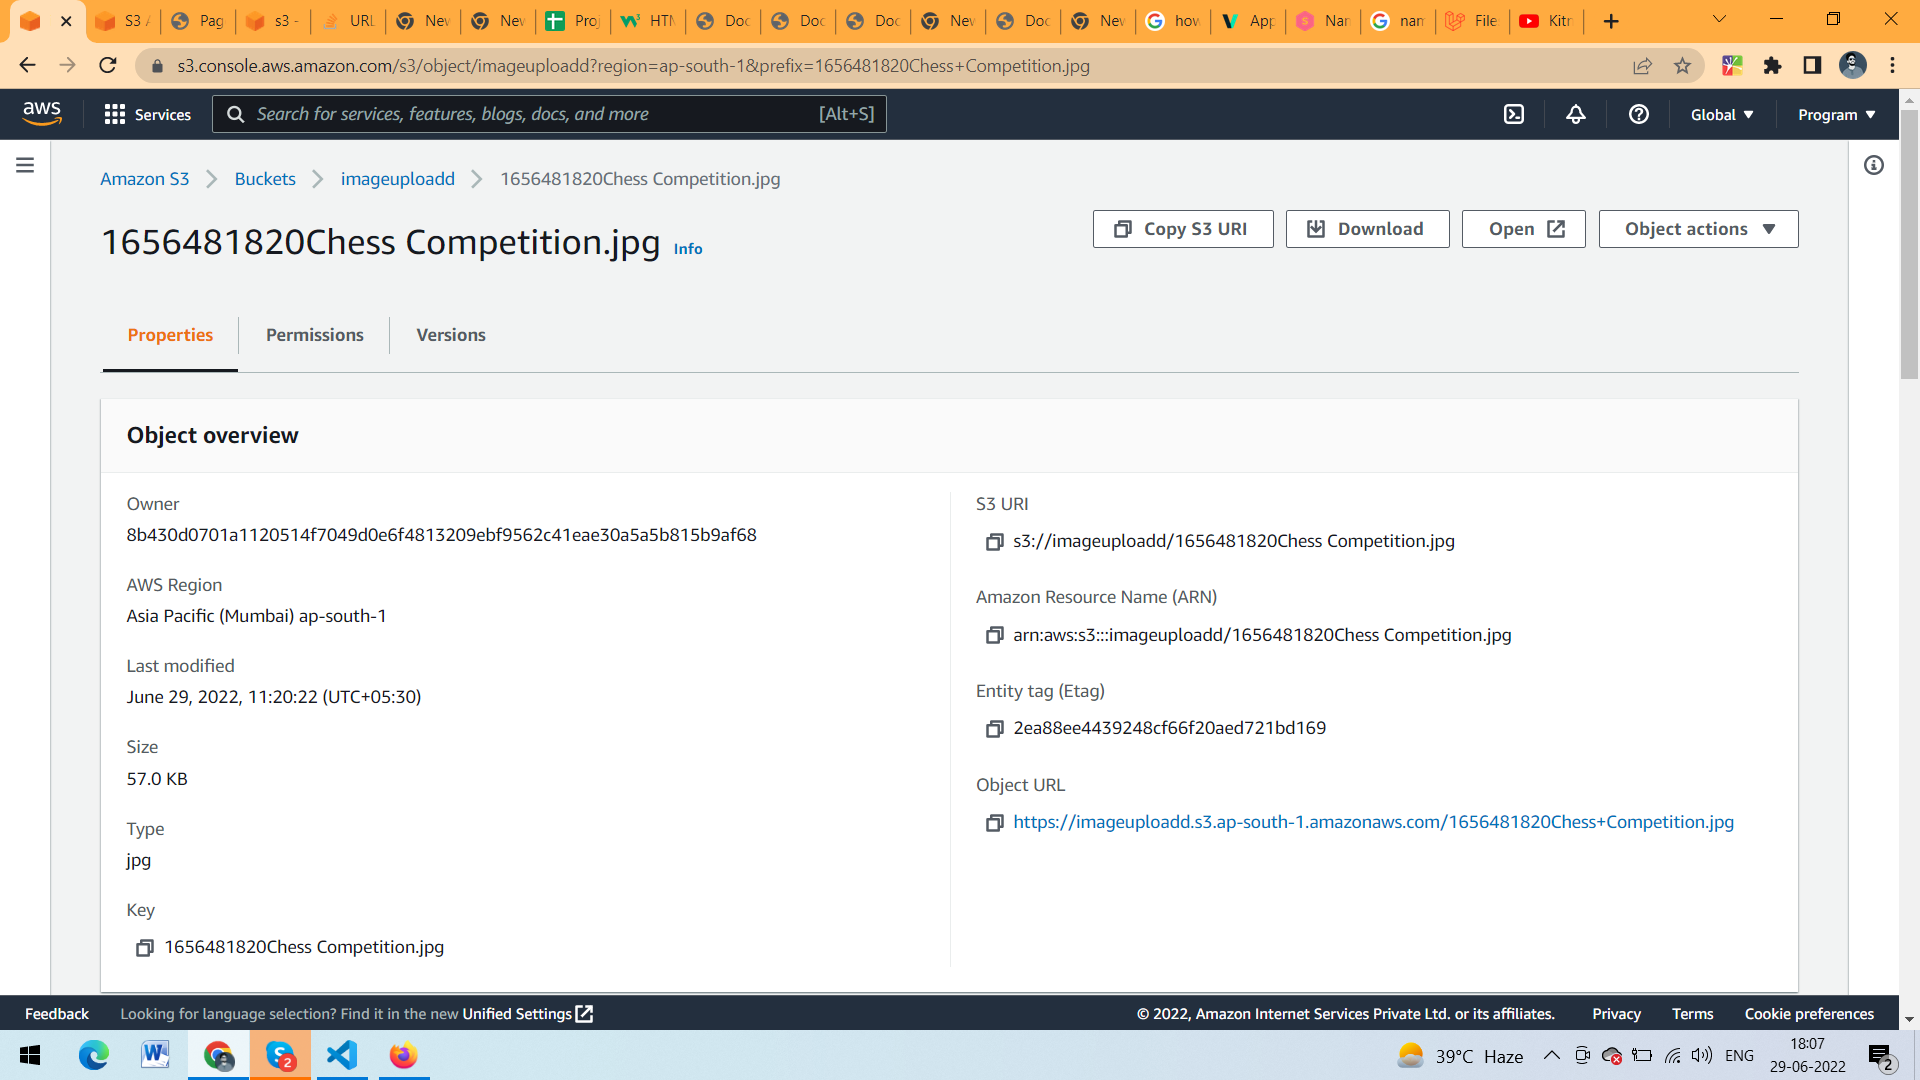 S3 A
Pag
s3 -
URL
Nev
Nev
Proj
HTM
Doc
Doc
Doc
Nev
Doc
Nev
how
App
Nan
nam
File
Kitn
s3.console.aws.amazon.com/s3/object/imageuploadd?region=ap-south-1&prefix=1656481820Chess+Competition.jpg
aws
Services
Search for services, features, blogs, docs, and more [Alt+S]
Global
Program
Amazon S3 > Buckets > imageuploadd > 1656481820Chess Competition.jpg
1656481820Chess Competition.jpg Info
Copy S3 URI
Download
Open
Object actions
Properties
Permissions
Versions
Object overview
Owner
8b430d0701a1120514f7049d0e6f4813209ebf9562c41eae30a5a5b815b9af68
AWS Region
Asia Pacific (Mumbai) ap-south-1
Last modified
June 29, 2022, 11:20:22 (UTC+05:30)
Size
57.0 KB
Type
jpg
Key
1656481820Chess Competition.jpg
S3 URI
s3://imageuploadd/1656481820Chess Competition.jpg
Amazon Resource Name (ARN)
arn:aws:s3:::imageuploadd/1656481820Chess Competition.jpg
Entity tag (Etag)
2ea88ee4439248cf66f20aed721bd169
Object URL
https://imageuploadd.s3.ap-south-1.amazonaws.com/1656481820Chess+Competition.jpg
Feedback
Looking for language selection? Find it in the new Unified Settings
© 2022, Amazon Internet Services Private Ltd. or its affiliates.
Privacy
Terms
Cookie preferences
2
39°C Haze
ENG
18:07
29-06-2022
2